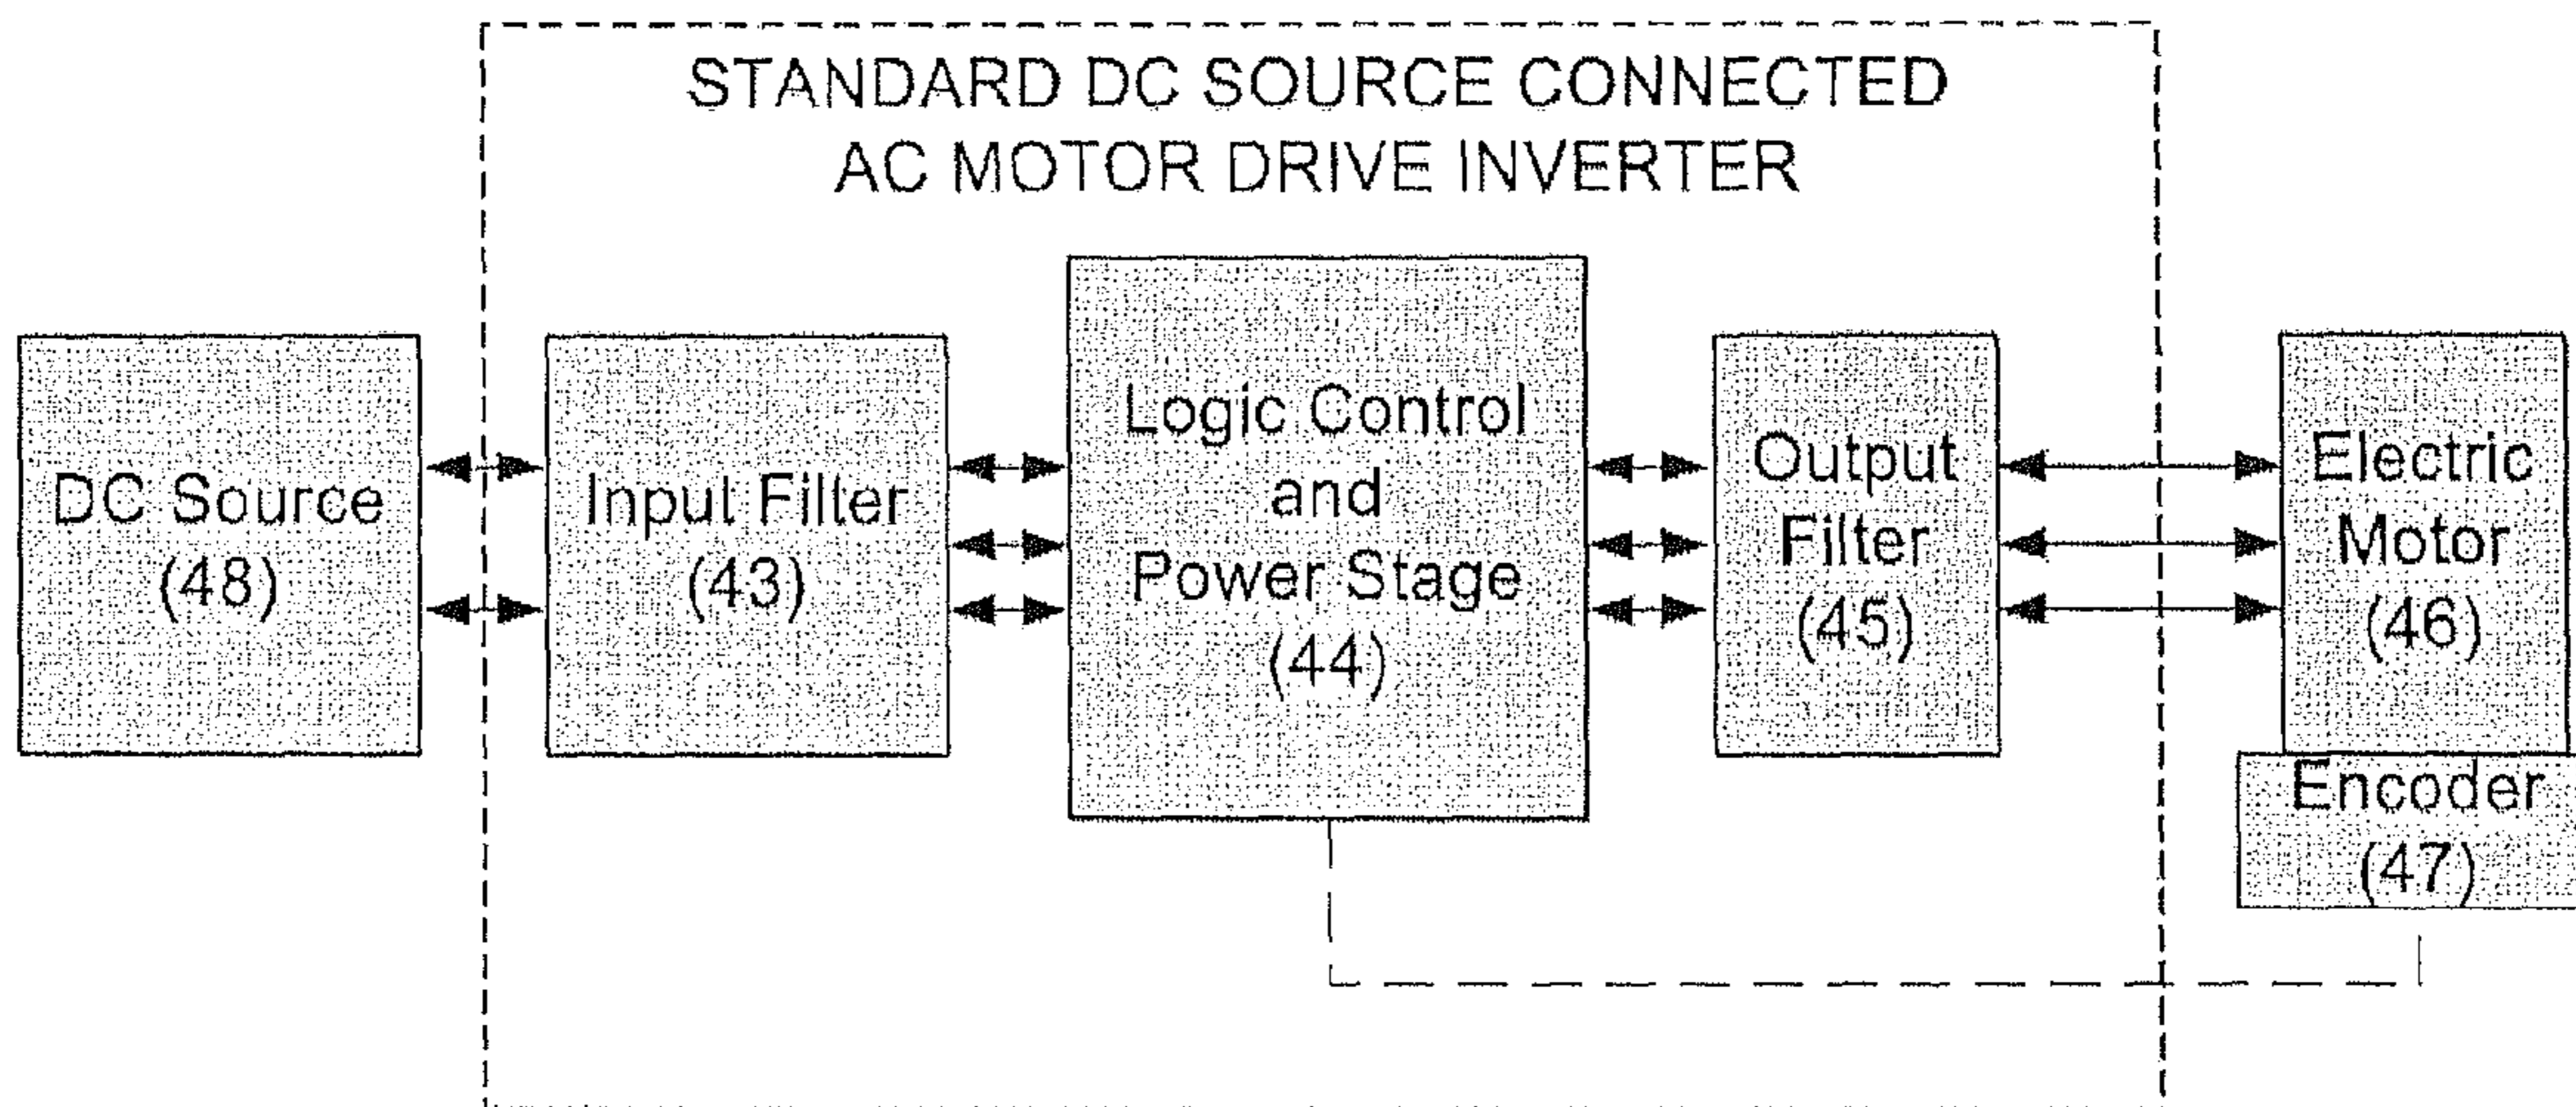 STANDARD DC SOURCE CONNECTED
AC MOTOR DRIVE INVERTER
DC Source
(48)
Input Filter
(43)
Logic Control
and
Power Stage
(44)
Output
Filter
(45)
Electric
Motor
(46)
Encoder
(47)